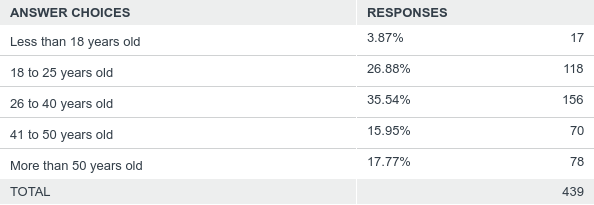 ANSWER CHOICES RESPONSES
Less than 18 years old 3.87% 17
18 to 25 years old 26.88% 118
26 to 40 years old 35.54% 156
41 to 50 years old 15.95% 70
More than 50 years old 17.77% 78
TOTAL 439